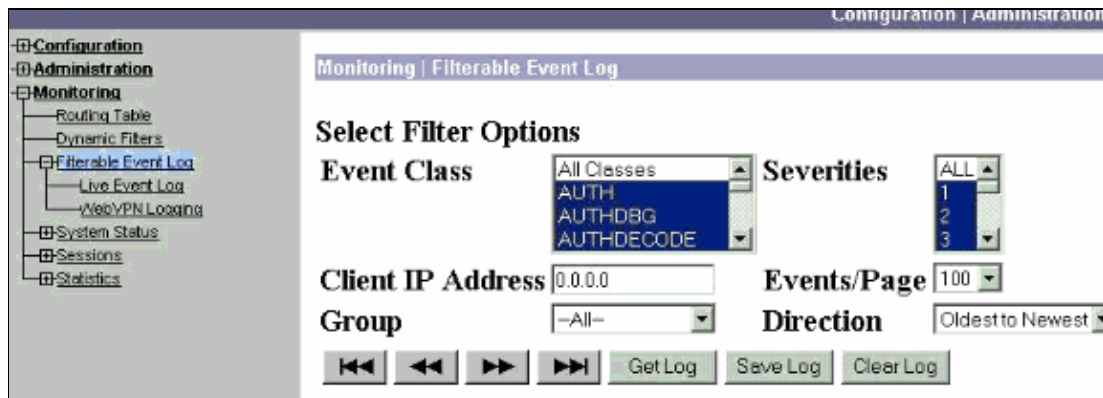 Configuration | Administration
Configuration
Administration
Monitoring
Routing Table
Dynamic Filters
Filterable Event Log
Live Event Log
WebVPN Logging
System Status
Sessions
Statistics
Monitoring | Filterable Event Log
Select Filter Options
Event Class
All Classes
AUTH
AUTHDBG
AUTHDECODE
Severities
ALL
1
2
3
Client IP Address 0.0.0.0
Events/Page 100
Group --All--
Direction Oldest to Newest
Get Log Save Log Clear Log